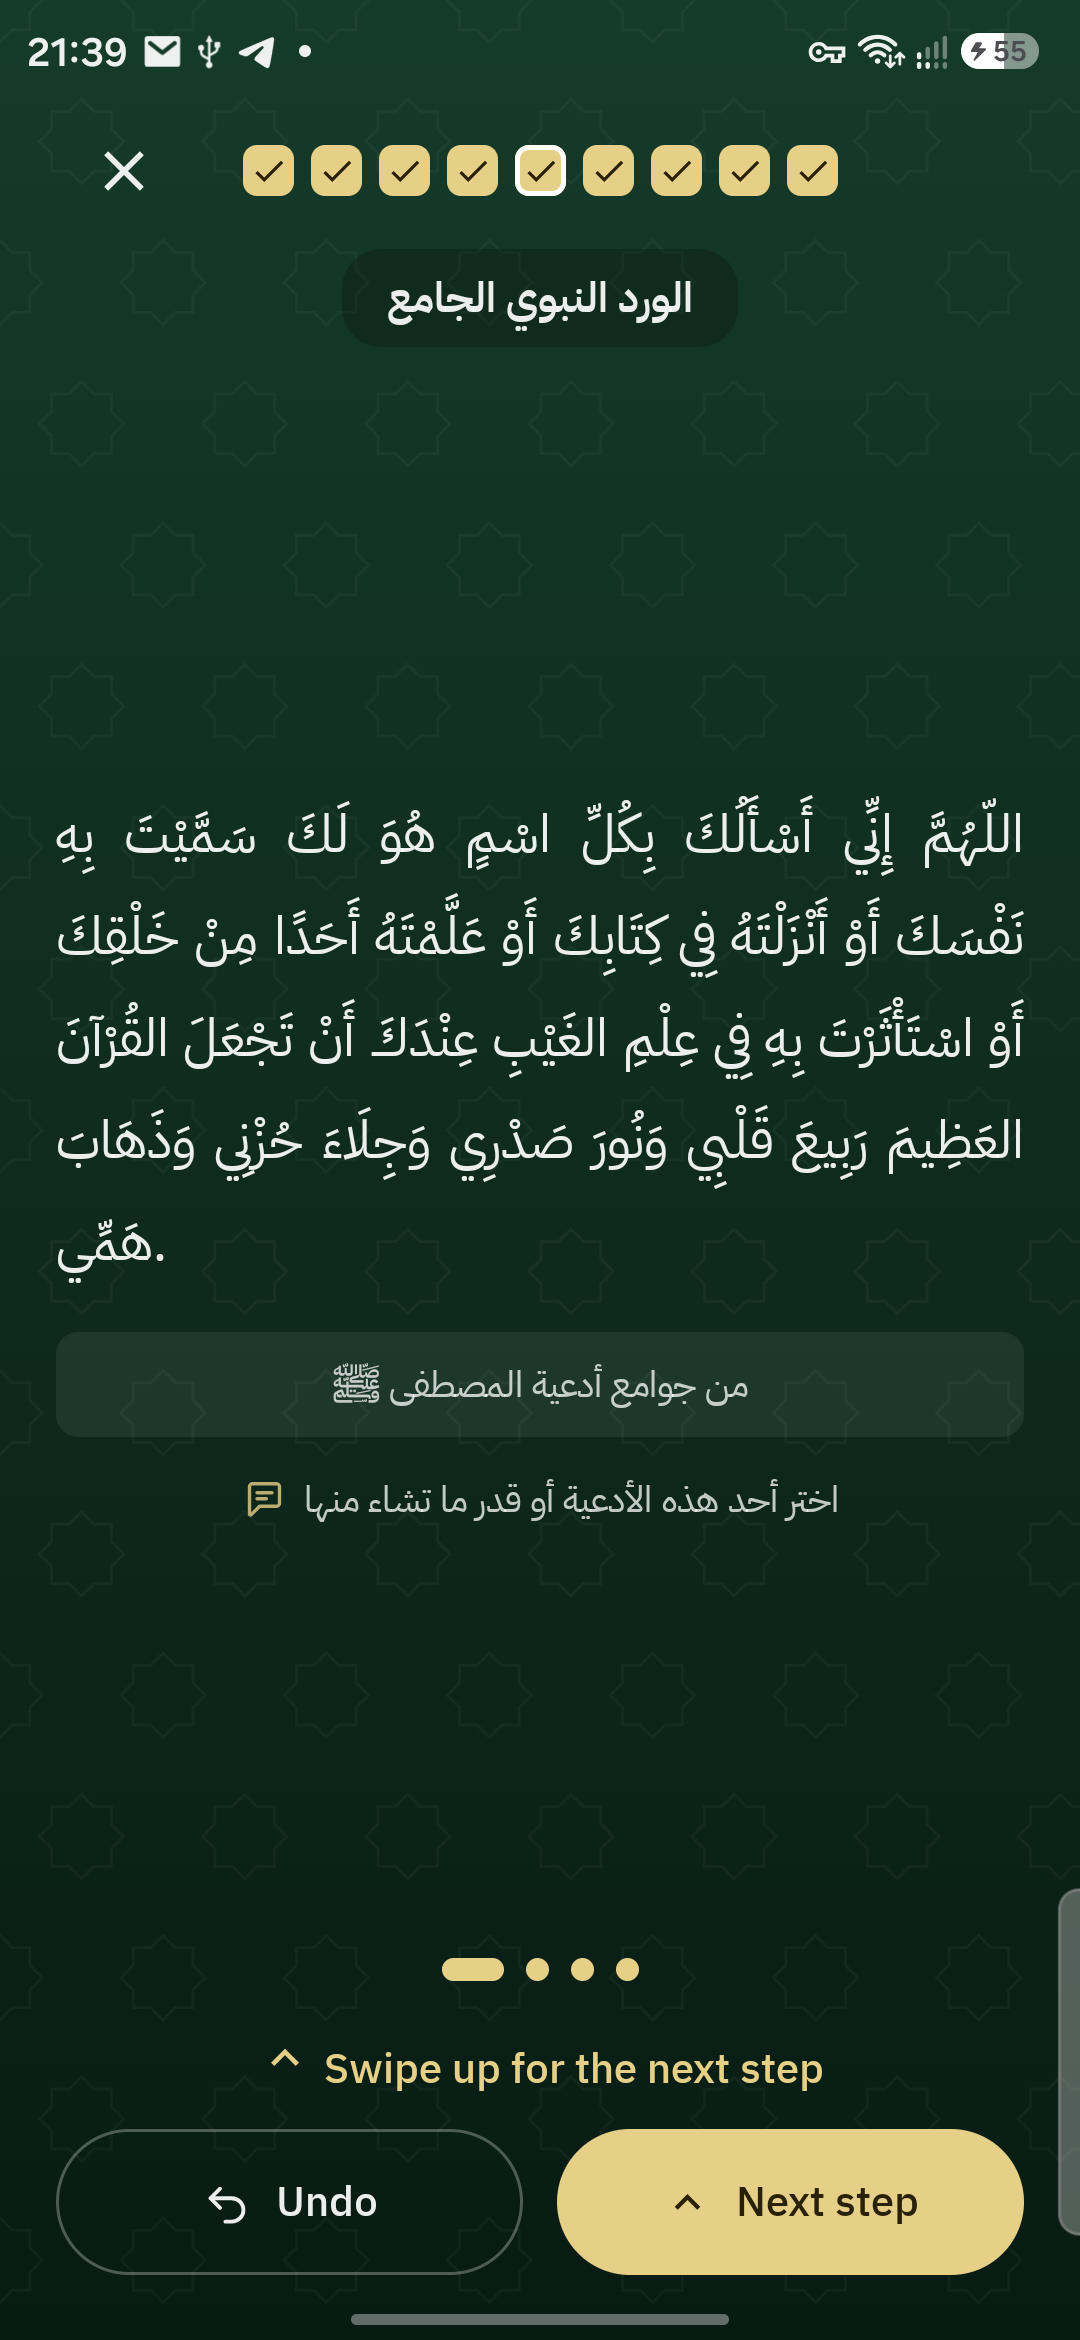 21:39
55
الورد النبوي الجامع
اللّهُمَّ إِنِّي أَسْأَلُكَ بِكُلِّ اسْمٍ هُوَ لَكَ سَمَّيْتَ بِهِ
نَفْسَكَ أَوْ أَنْزَلْتَهُ فِي كِتَابِكَ أَوْ عَلَّمْتَهُ أَحَدًا مِنْ خَلْقِكَ
أَوْ اسْتَأْثَرْتَ بِهِ فِي عِلْمِ الغَيْبِ عِنْدَكَ أَنْ تَجْعَلَ القُرْآنَ
العَظِيمَ رَبِيعَ قَلْبِي وَنُورَ صَدْرِي وَجِلَاءَ حُزْنِي وَذَهَابَ
هَمِّي.
من جوامع أدعية المصطفى ﷺ
اختر أحد هذه الأدعية أو قدر ما تشاء منها
Swipe up for the next step
Undo
Next step